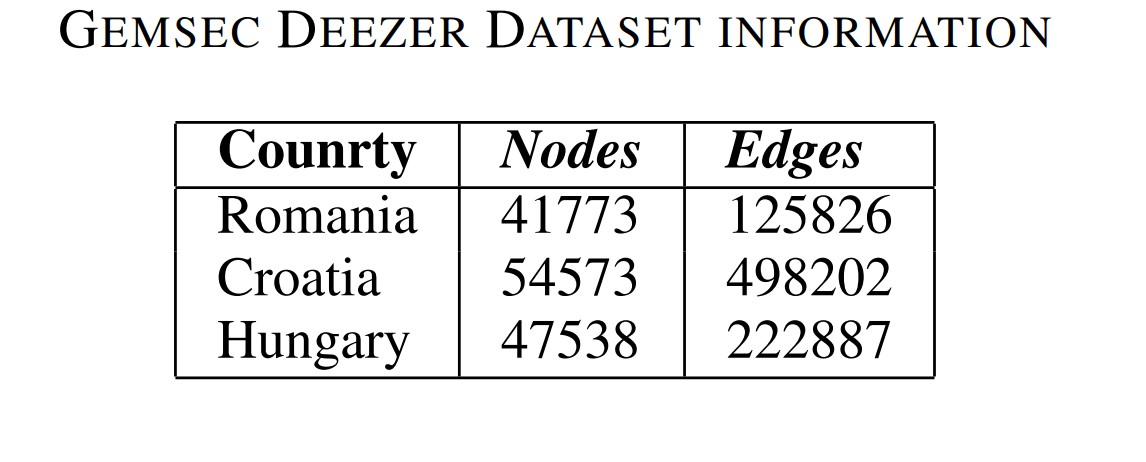 GEMSEC DEEZER DATASET INFORMATION
Counrty Nodes Edges
Romania 41773 125826
Croatia 54573 498202
Hungary 47538 222887